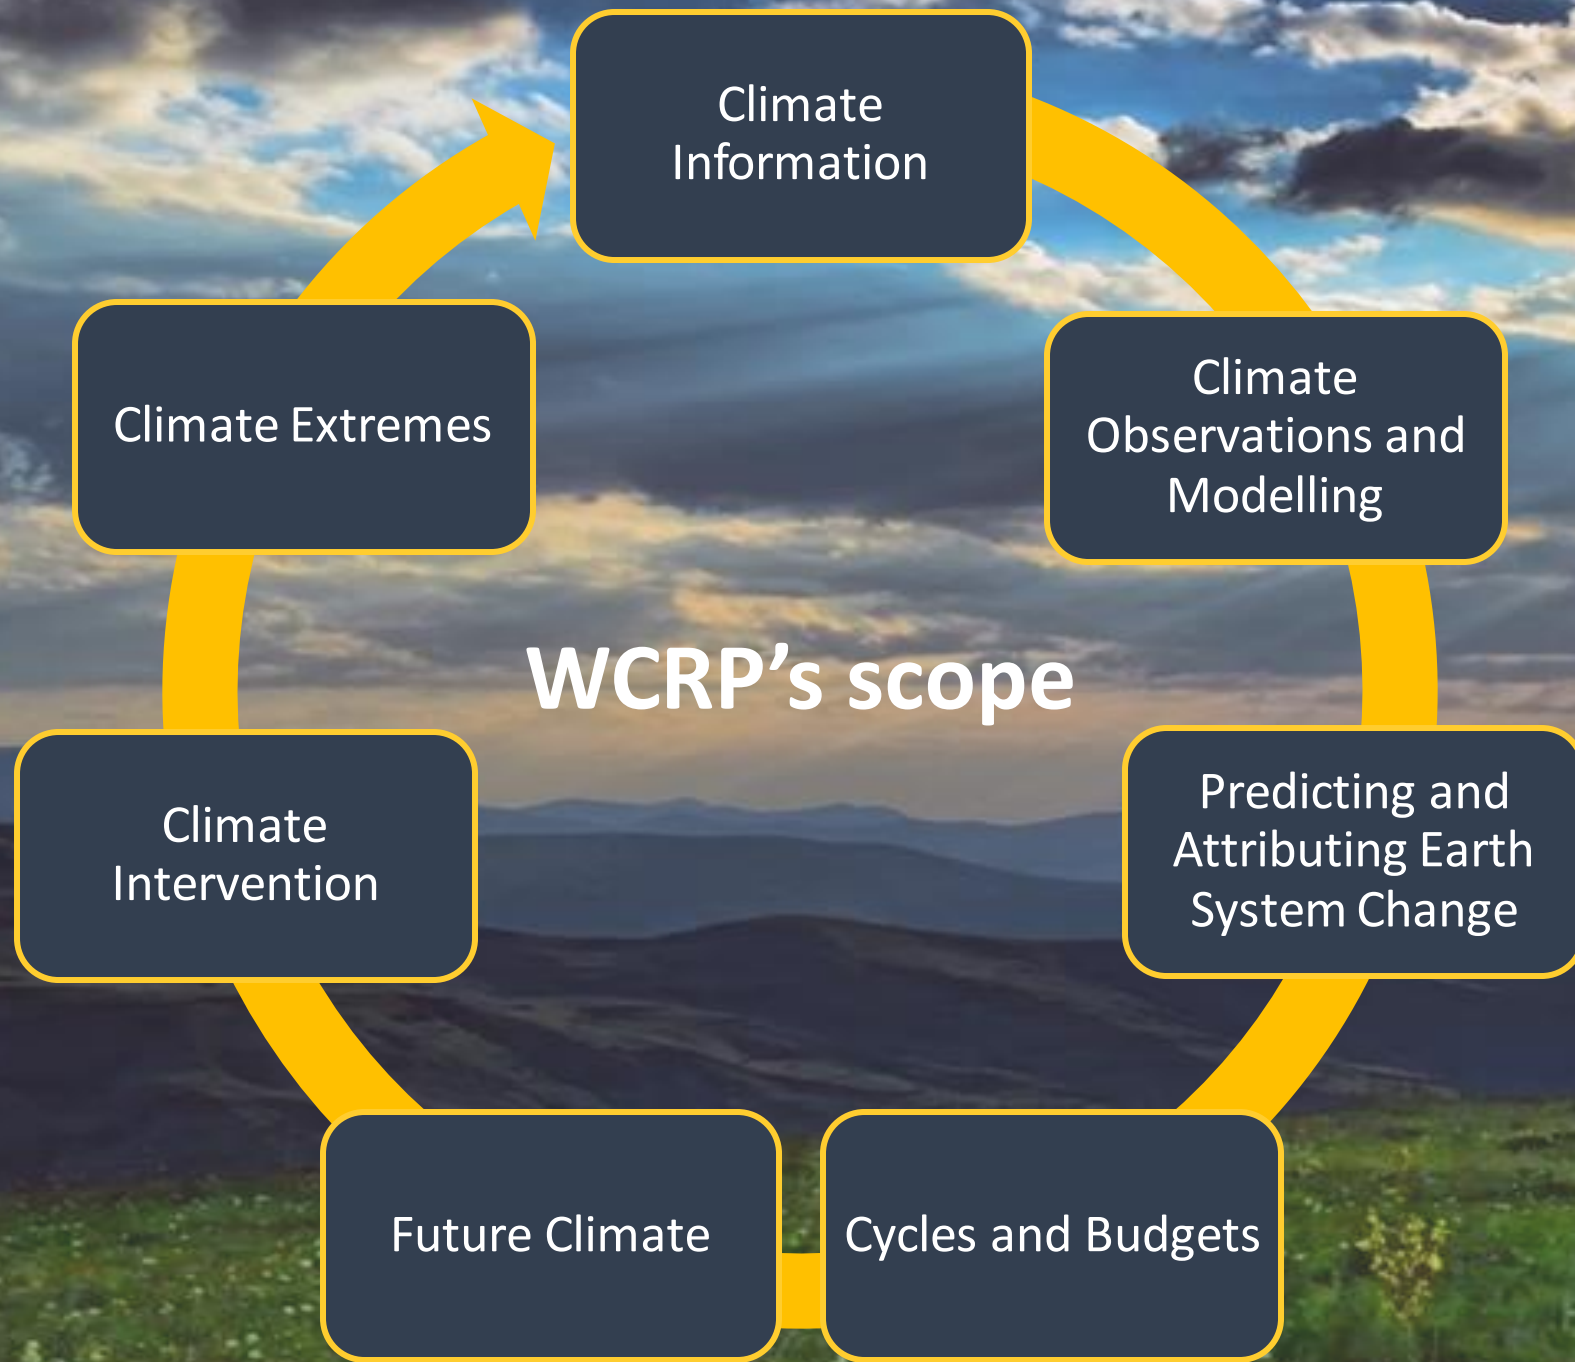 Climate
Information
Climate
Observations and
Modelling
Predicting and
Attributing Earth
System Change
Cycles and Budgets
Future Climate
Climate
Intervention
Climate Extremes
WCRP’s scope